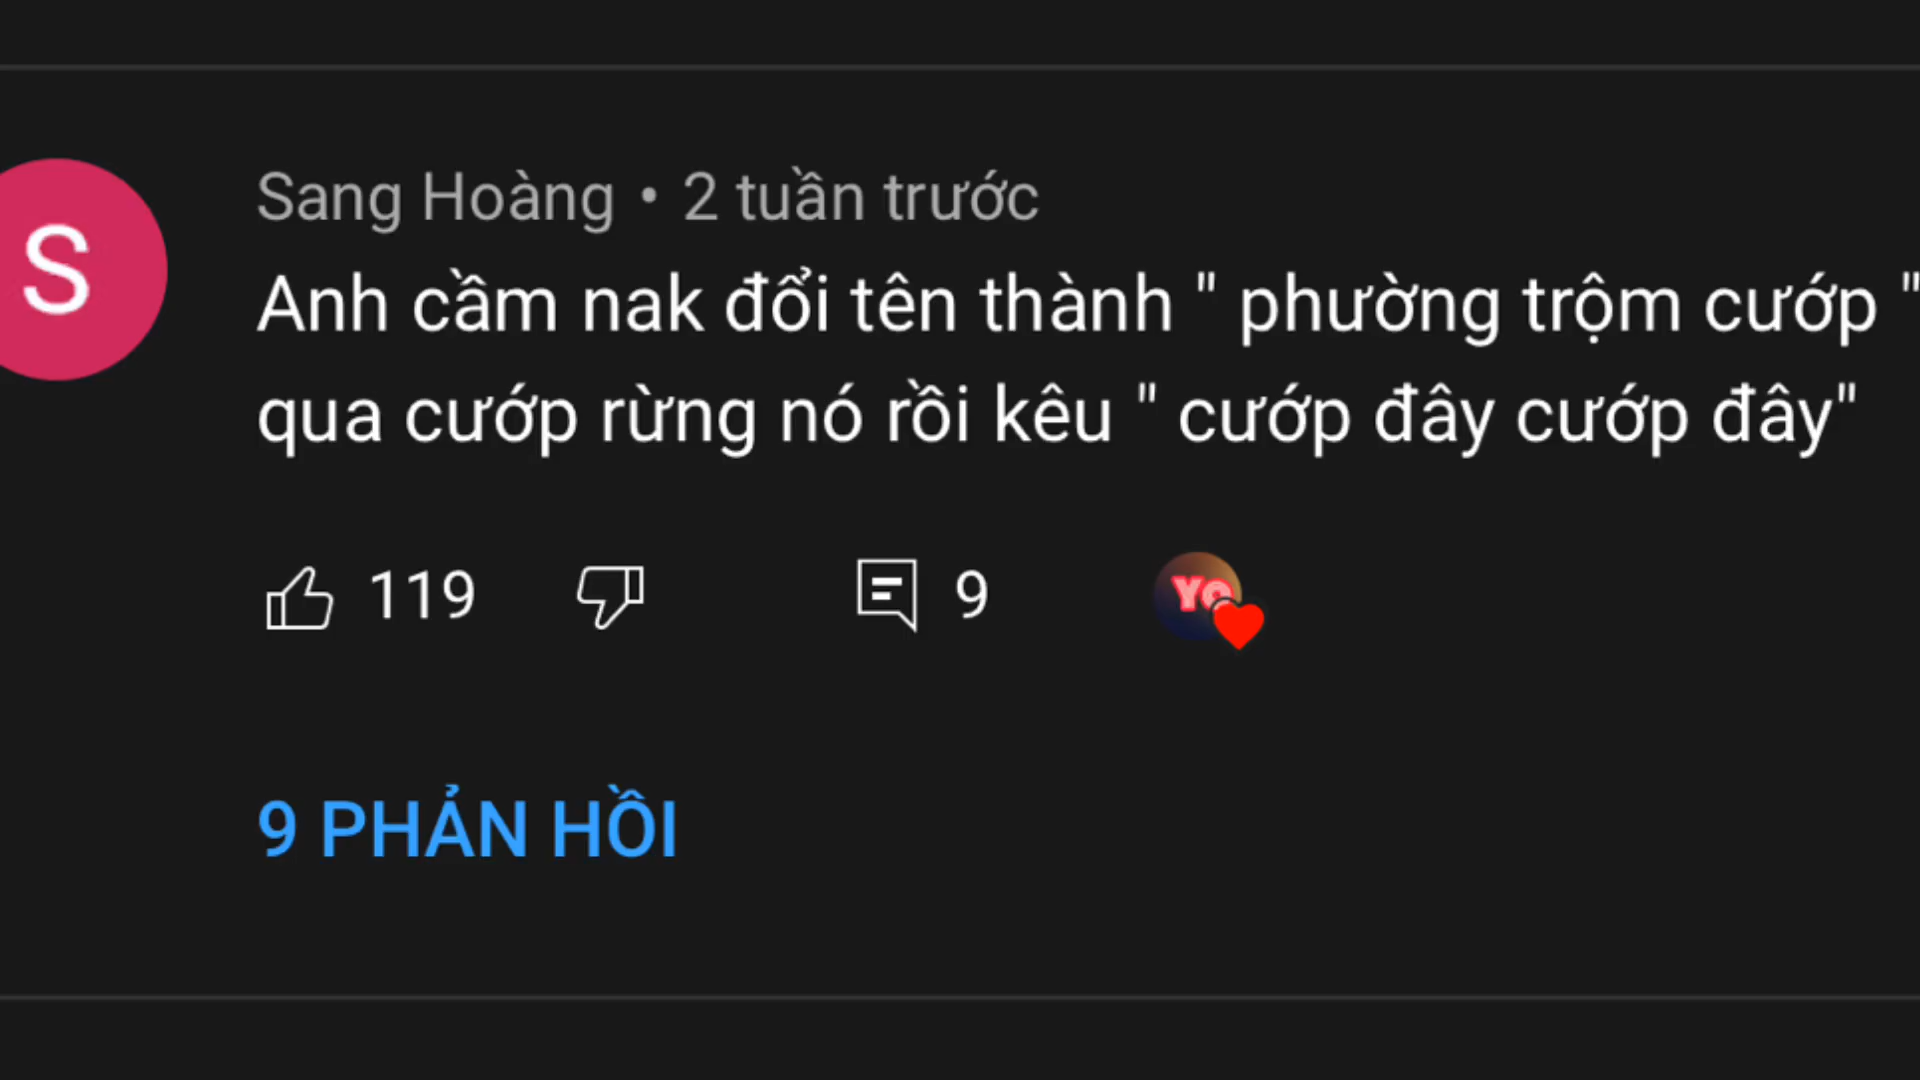 S
Sang Hoàng • 2 tuần trước
Anh cầm nak đổi tên thành " phường trộm cướp "
qua cướp rừng nó rồi kêu " cướp đây cướp đây"
119 9 YO
9 PHẢN HỒI